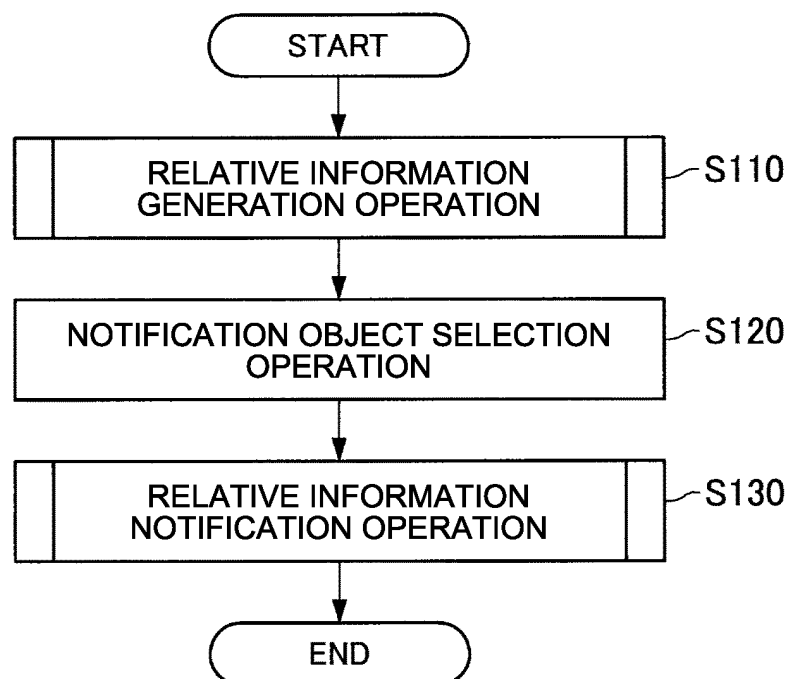 START
RELATIVE INFORMATION
GENERATION OPERATION
S110
NOTIFICATION OBJECT SELECTION
OPERATION
S120
RELATIVE INFORMATION
NOTIFICATION OPERATION
S130
END